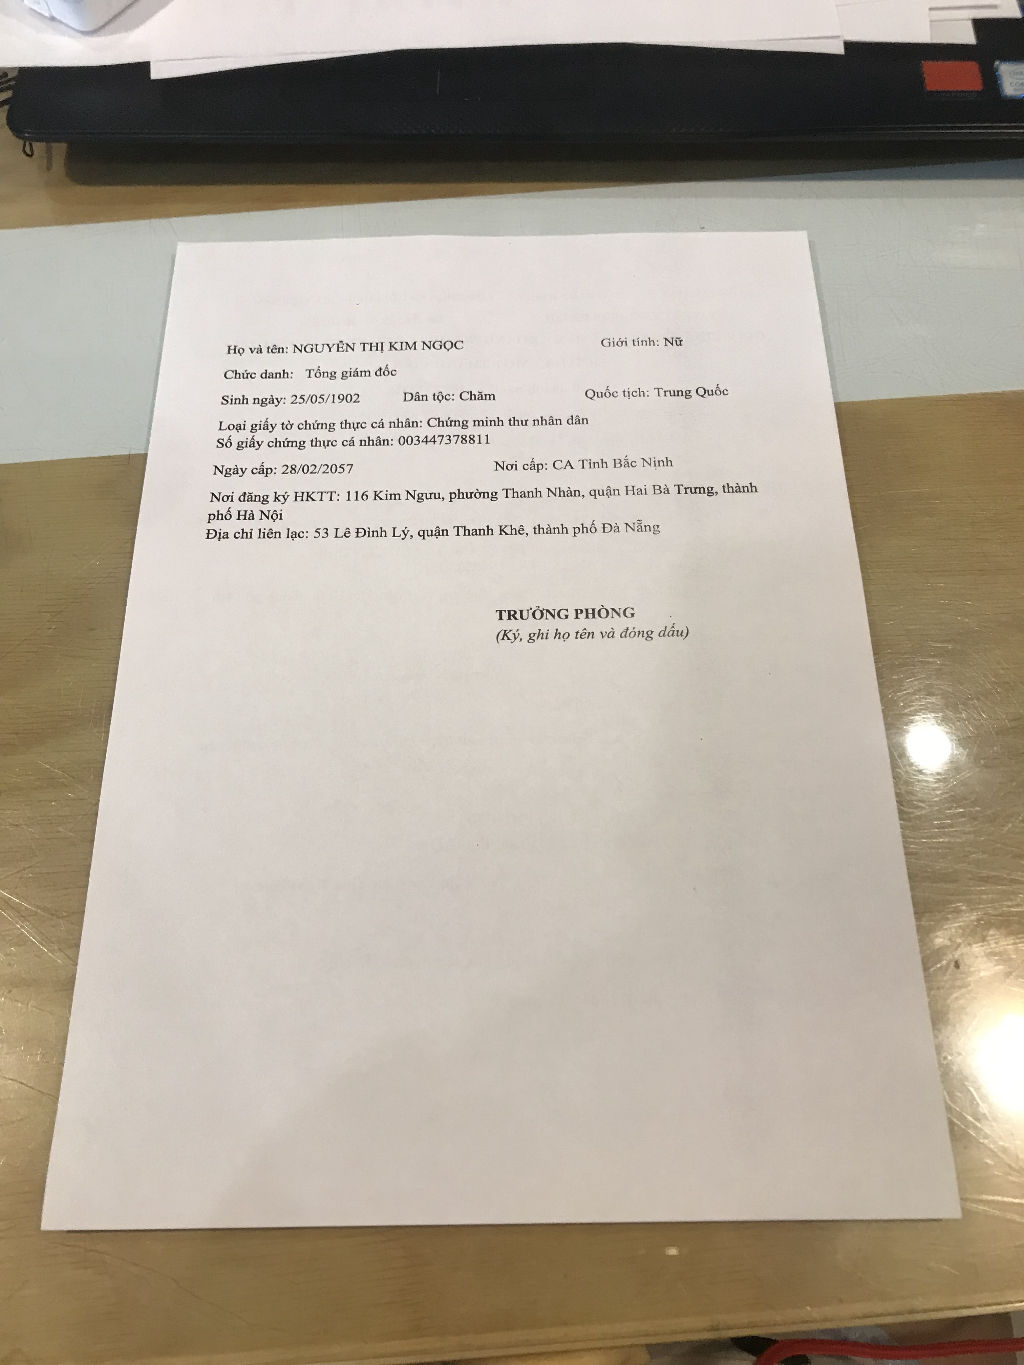 Họ và tên: NGUYỄN THỊ KIM NGỌC Giới tính: Nữ
Chức danh: Tổng giám đốc
Sinh ngày: 25/05/1902 Dân tộc: Chăm Quốc tịch: Trung Quốc
Loại giấy tờ chứng thực cá nhân: Chứng minh thư nhân dân
Số giấy chứng thực cá nhân: 003447378811
Ngày cấp: 28/02/2057 Nơi cấp: CA Tỉnh Bắc Nịnh
Nơi đăng ký HKTT: 116 Kim Ngưu, phường Thanh Nhàn, quận Hai Bà Trưng, thành
phố Hà Nội
Địa chỉ liên lạc: 53 Lê Đình Lý, quận Thanh Khê, thành phố Đà Nẵng
TRƯỞNG PHÒNG
(Ký, ghi họ tên và đóng dấu)